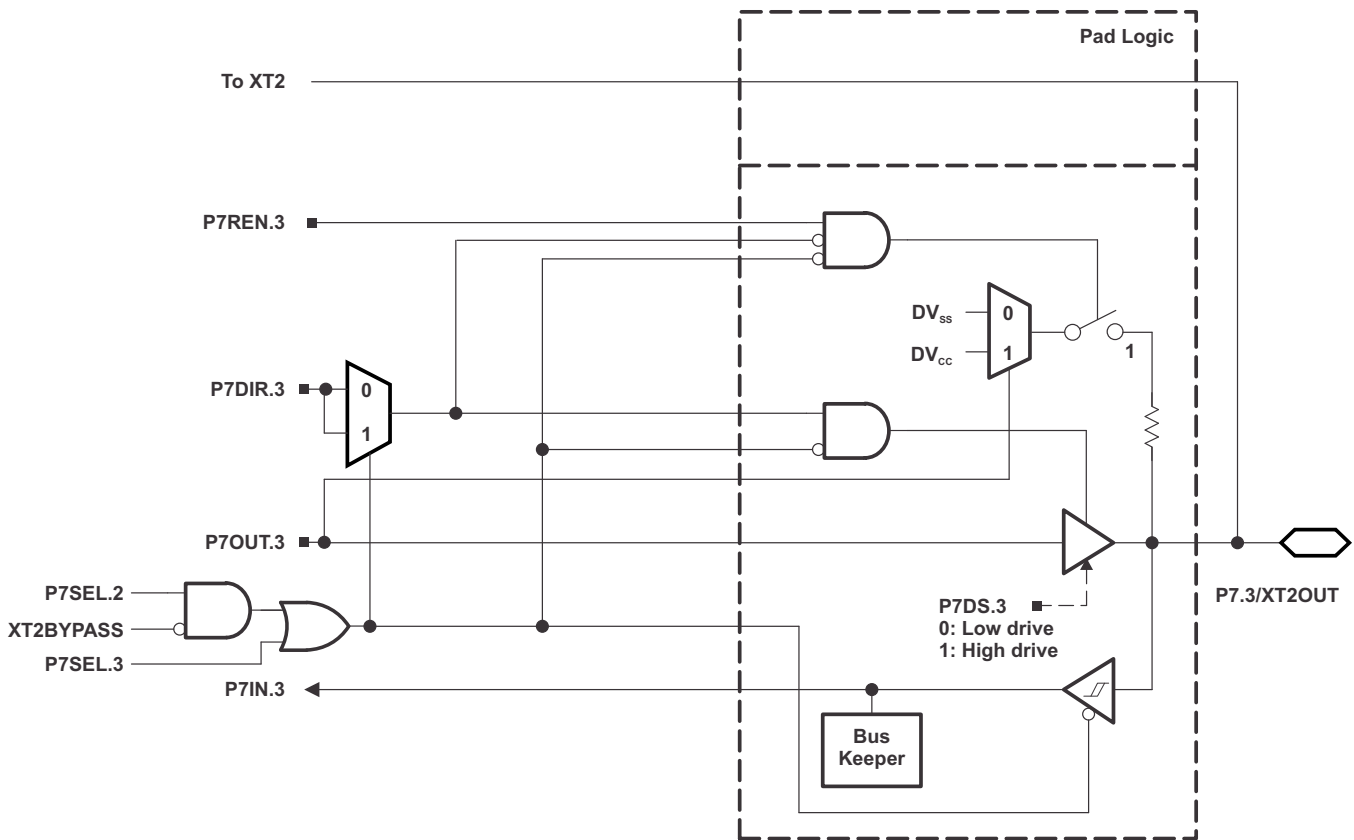 Pad Logic
To XT2
P7REN.3
DVSS
0
DVCC
1
1
P7DIR.3
0
1
P7OUT.3
P7SEL.2
XT2BYPASS
P7SEL.3
P7DS.3
0: Low drive
1: High drive
P7.3/XT2OUT
P7IN.3
Bus
Keeper